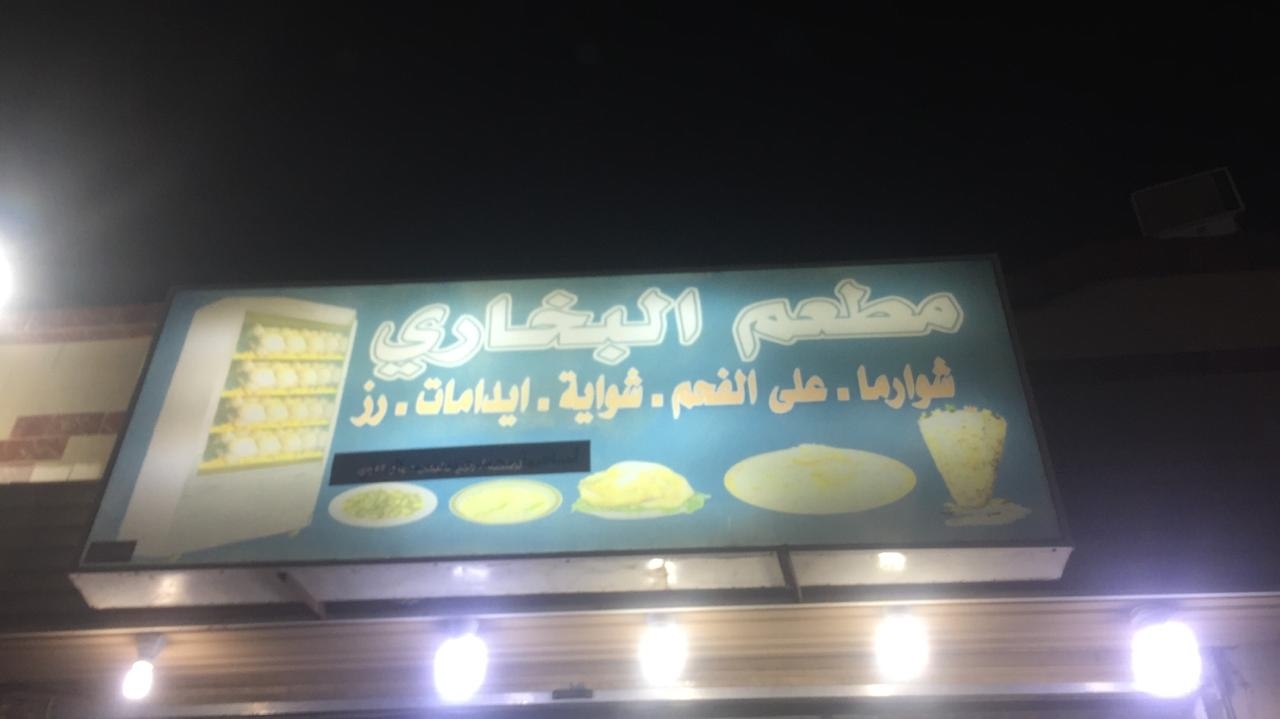 مطعم البخاري
شوارما . على الفحم . شواية . ايدامات . رز